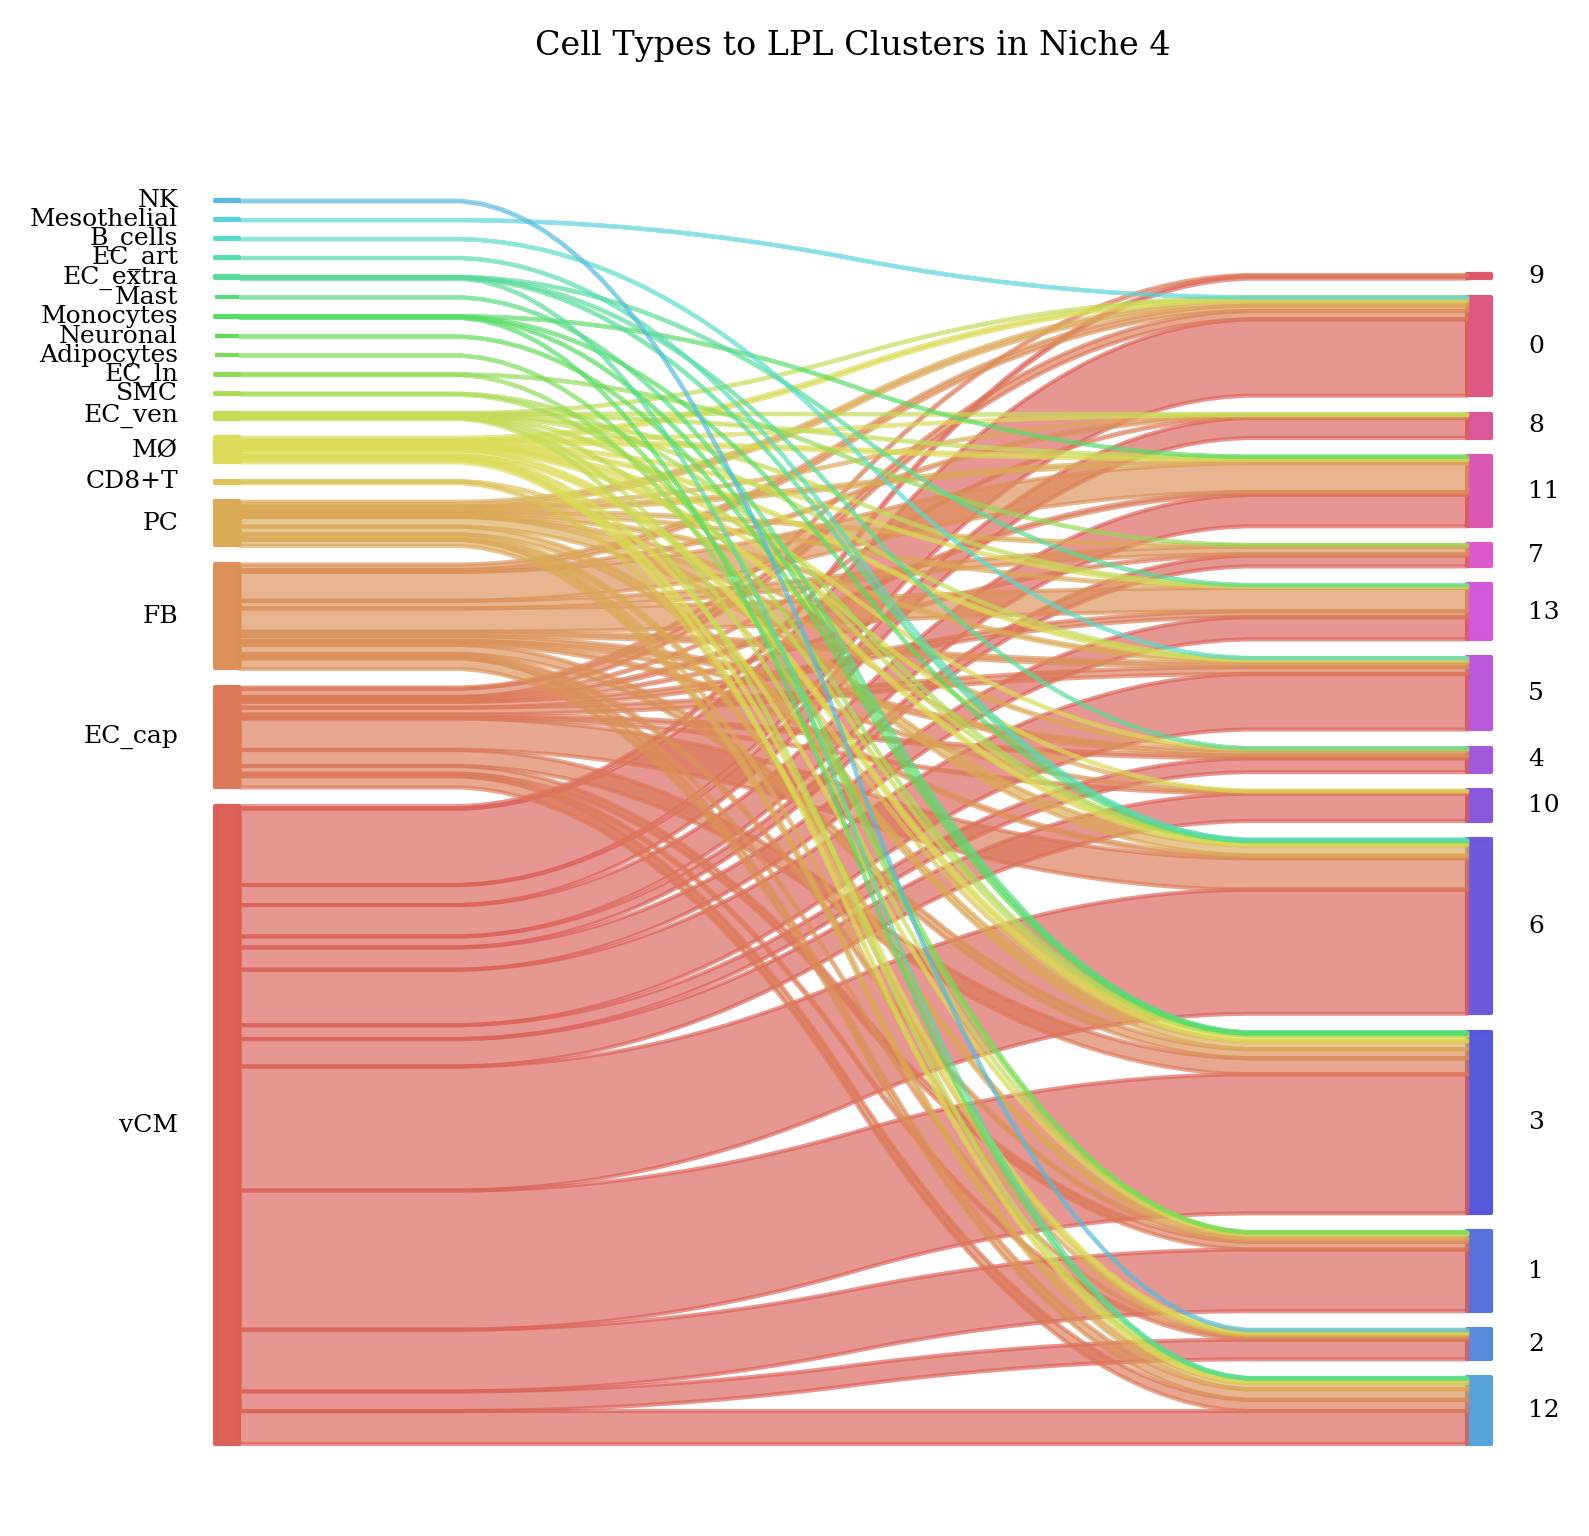 Cell Types to LPL Clusters in Niche 4
NK
Mesothelial
B_cells
EC_art
EC_extra
Mast
Monocytes
Neuronal
Adipocytes
EC_ln
SMC
EC_ven
MØ
CD8+T
PC
FB
EC_cap
vCM
9
0
8
11
7
13
5
4
10
6
3
1
2
12